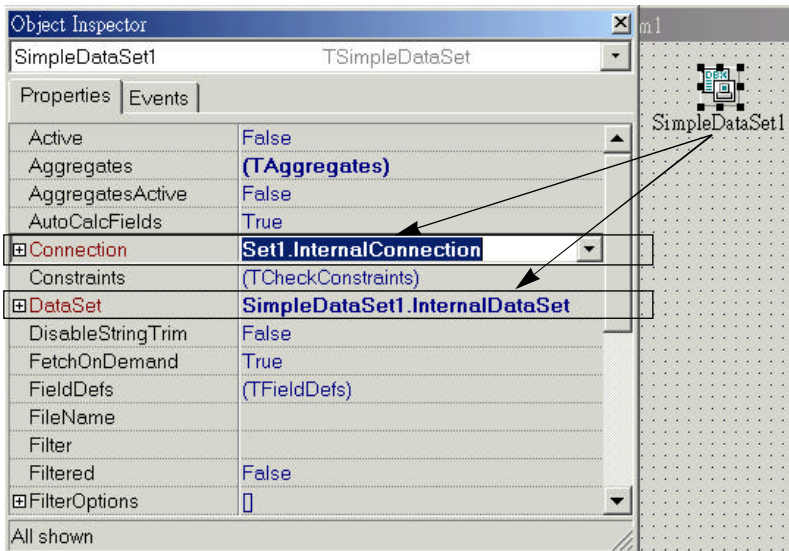 Object Inspector
m1
SimpleDataSet1 TSimpleDataSet
Properties Events
DBX
SimpleDataSet1
Active False
Aggregates (TAggregates)
AggregatesActive False
AutoCalcFields True
Connection Set1.InternalConnection
Constraints (TCheckConstraints)
DataSet SimpleDataSet1.InternalDataSet
DisableStringTrim False
FetchOnDemand True
FieldDefs (TFieldDefs)
FileName
Filter
Filtered False
FilterOptions []
All shown